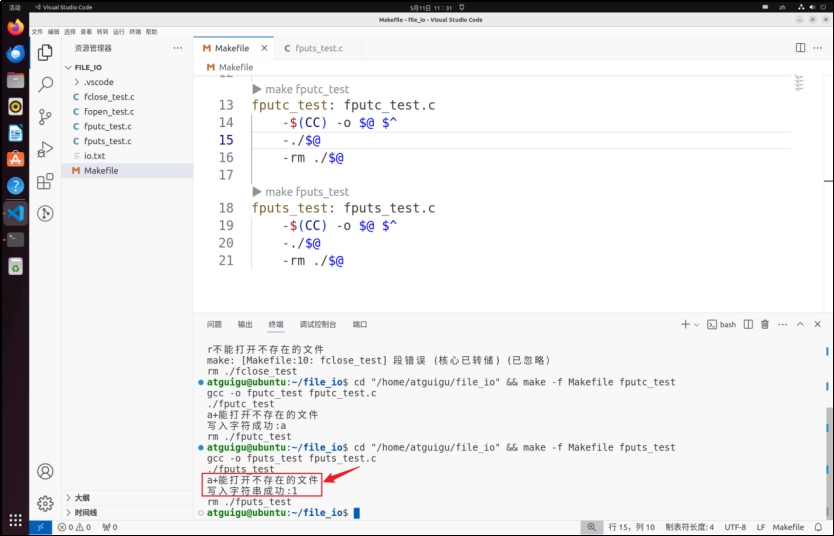 活动
Visual Studio Code
5月11日 11：31
zh
Makefile - file_io - Visual Studio Code
文件 编辑 选择 查看 转到 运行 终端 帮助
资源管理器
Makefile
fputs_test.c
FILE_IO
Makefile
.vscode
fclose_test.c
fopen_test.c
fputc_test.c
fputs_test.c
io.txt
Makefile
make fputc_test
13 fputc_test: fputc_test.c
14 -$(CC) -o $@ $^
15 -./$@
16 -rm ./$@
17
make fputs_test
18 fputs_test: fputs_test.c
19 -$(CC) -o $@ $^
20 -./$@
21 -rm ./$@
问题 输出 终端 调试控制台 端口
bash
r不能打开不存在的文件
make: [Makefile:10: fclose_test] 段错误 (核心已转储) (已忽略)
rm ./fclose_test
atguigu@ubuntu:~/file_io$ cd "/home/atguigu/file_io" && make -f Makefile fputc_test
gcc -o fputc_test fputc_test.c
./fputc_test
a+能打开不存在的文件
写入字符成功:a
rm ./fputc_test
atguigu@ubuntu:~/file_io$ cd "/home/atguigu/file_io" && make -f Makefile fputs_test
gcc -o fputs_test fputs_test.c
./fputs_test
a+能打开不存在的文件
写入字符串成功:1
rm ./fputs_test
atguigu@ubuntu:~/file_io$
大纲
时间线
0 0 0
行 15，列 10 制表符长度: 4 UTF-8 LF Makefile